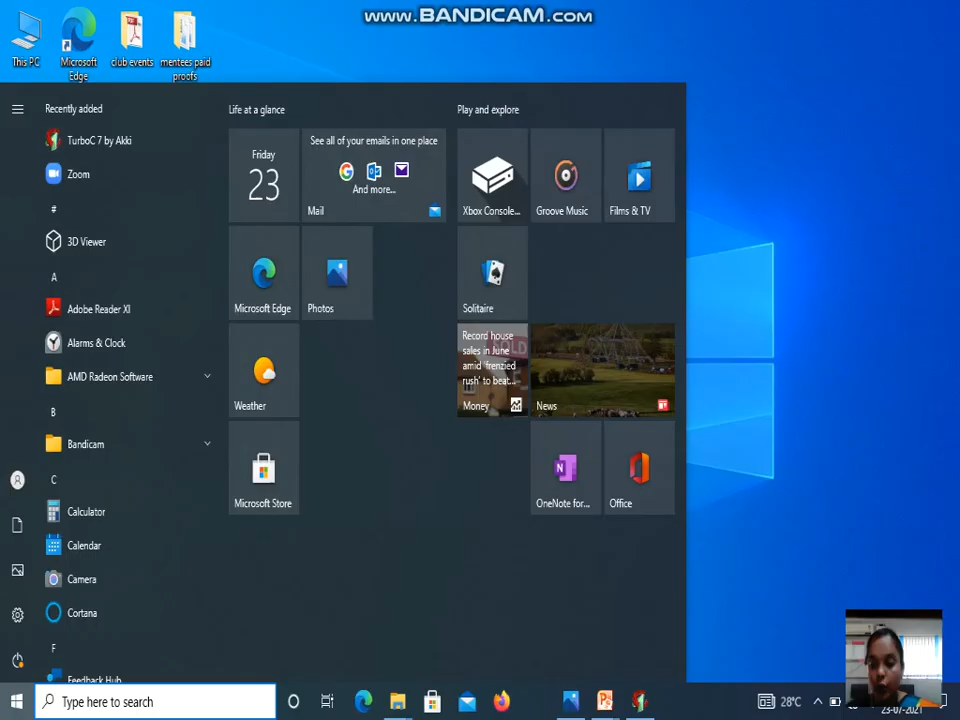 www.BANDICAM.com
This PC
Microsoft
Edge
club events
mentees paid
proofs
Recently added
TurboC 7 by Akki
Zoom
#
3D Viewer
A
Adobe Reader XI
Alarms & Clock
AMD Radeon Software
B
Bandicam
C
Calculator
Calendar
Camera
Cortana
F
Feedback Hub
Life at a glance
Friday
23
See all of your emails in one place
And more...
Mail
Microsoft Edge
Photos
Weather
Microsoft Store
Play and explore
Xbox Console...
Groove Music
Films & TV
Solitaire
Record house
sales in June
amid 'frenzied
rush' to beat...
Money
SOLD
News
OneNote for...
Office
Type here to search
28°C
23-07-2021